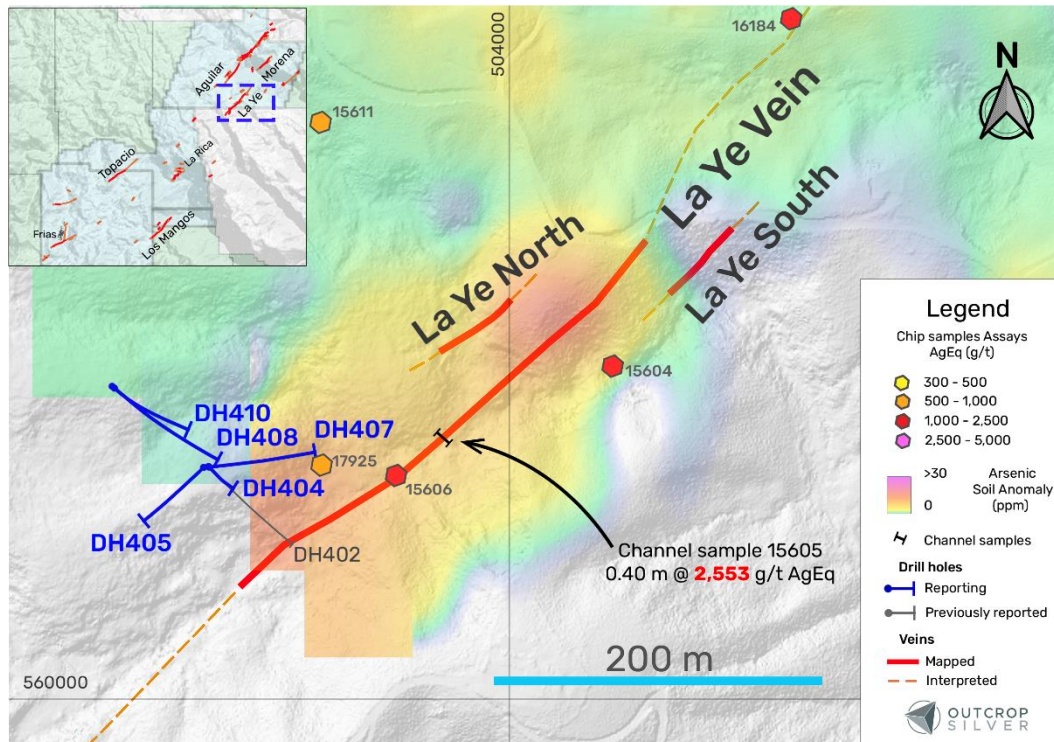 Aguilar
Morena
La Ye
Topacio
La Rica
Frias
Los Mangos
504000
16184
N
15611
La Ye Vein
La Ye North
La Ye South
15604
DH410
DH408
DH407
17925
DH404
15606
DH405
DH402
Channel sample 15605
0.40 m @ 2,553 g/t AgEq
200 m
560000
Legend
Chip samples Assays
AgEq (g/t)
300 - 500
500 - 1,000
1,000 - 2,500
2,500 - 5,000
>30
0
Arsenic
Soil Anomaly
(ppm)
Channel samples
Drill holes
Reporting
Previously reported
Veins
Mapped
Interpreted
OUTCROP
SILVER